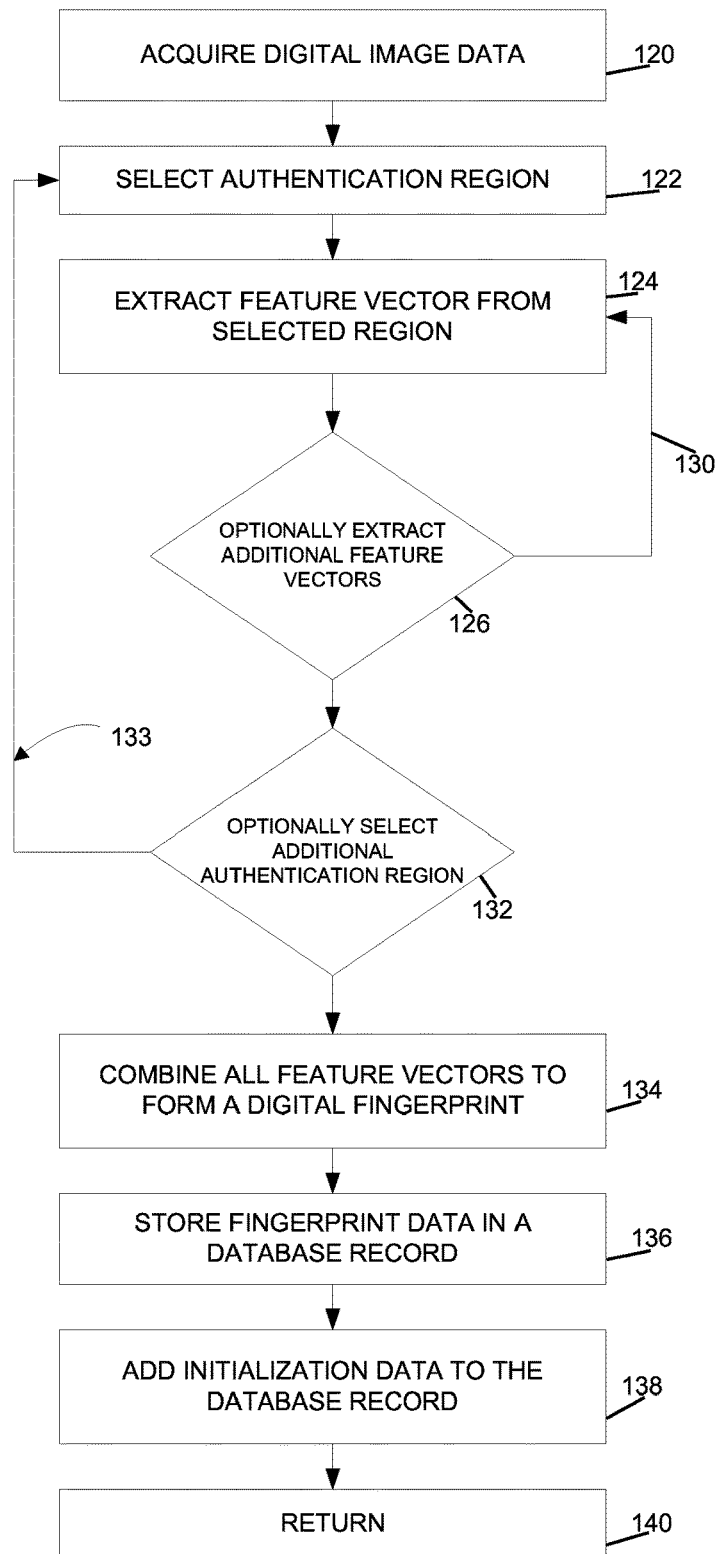 ACQUIRE DIGITAL IMAGE DATA
120
SELECT AUTHENTICATION REGION
122
EXTRACT FEATURE VECTOR FROM
SELECTED REGION
124
130
OPTIONALLY EXTRACT
ADDITIONAL FEATURE
VECTORS
126
133
OPTIONALLY SELECT
ADDITIONAL
AUTHENTICATION REGION
132
COMBINE ALL FEATURE VECTORS TO
FORM A DIGITAL FINGERPRINT
134
STORE FINGERPRINT DATA IN A
DATABASE RECORD
136
ADD INITIALIZATION DATA TO THE
DATABASE RECORD
138
RETURN
140